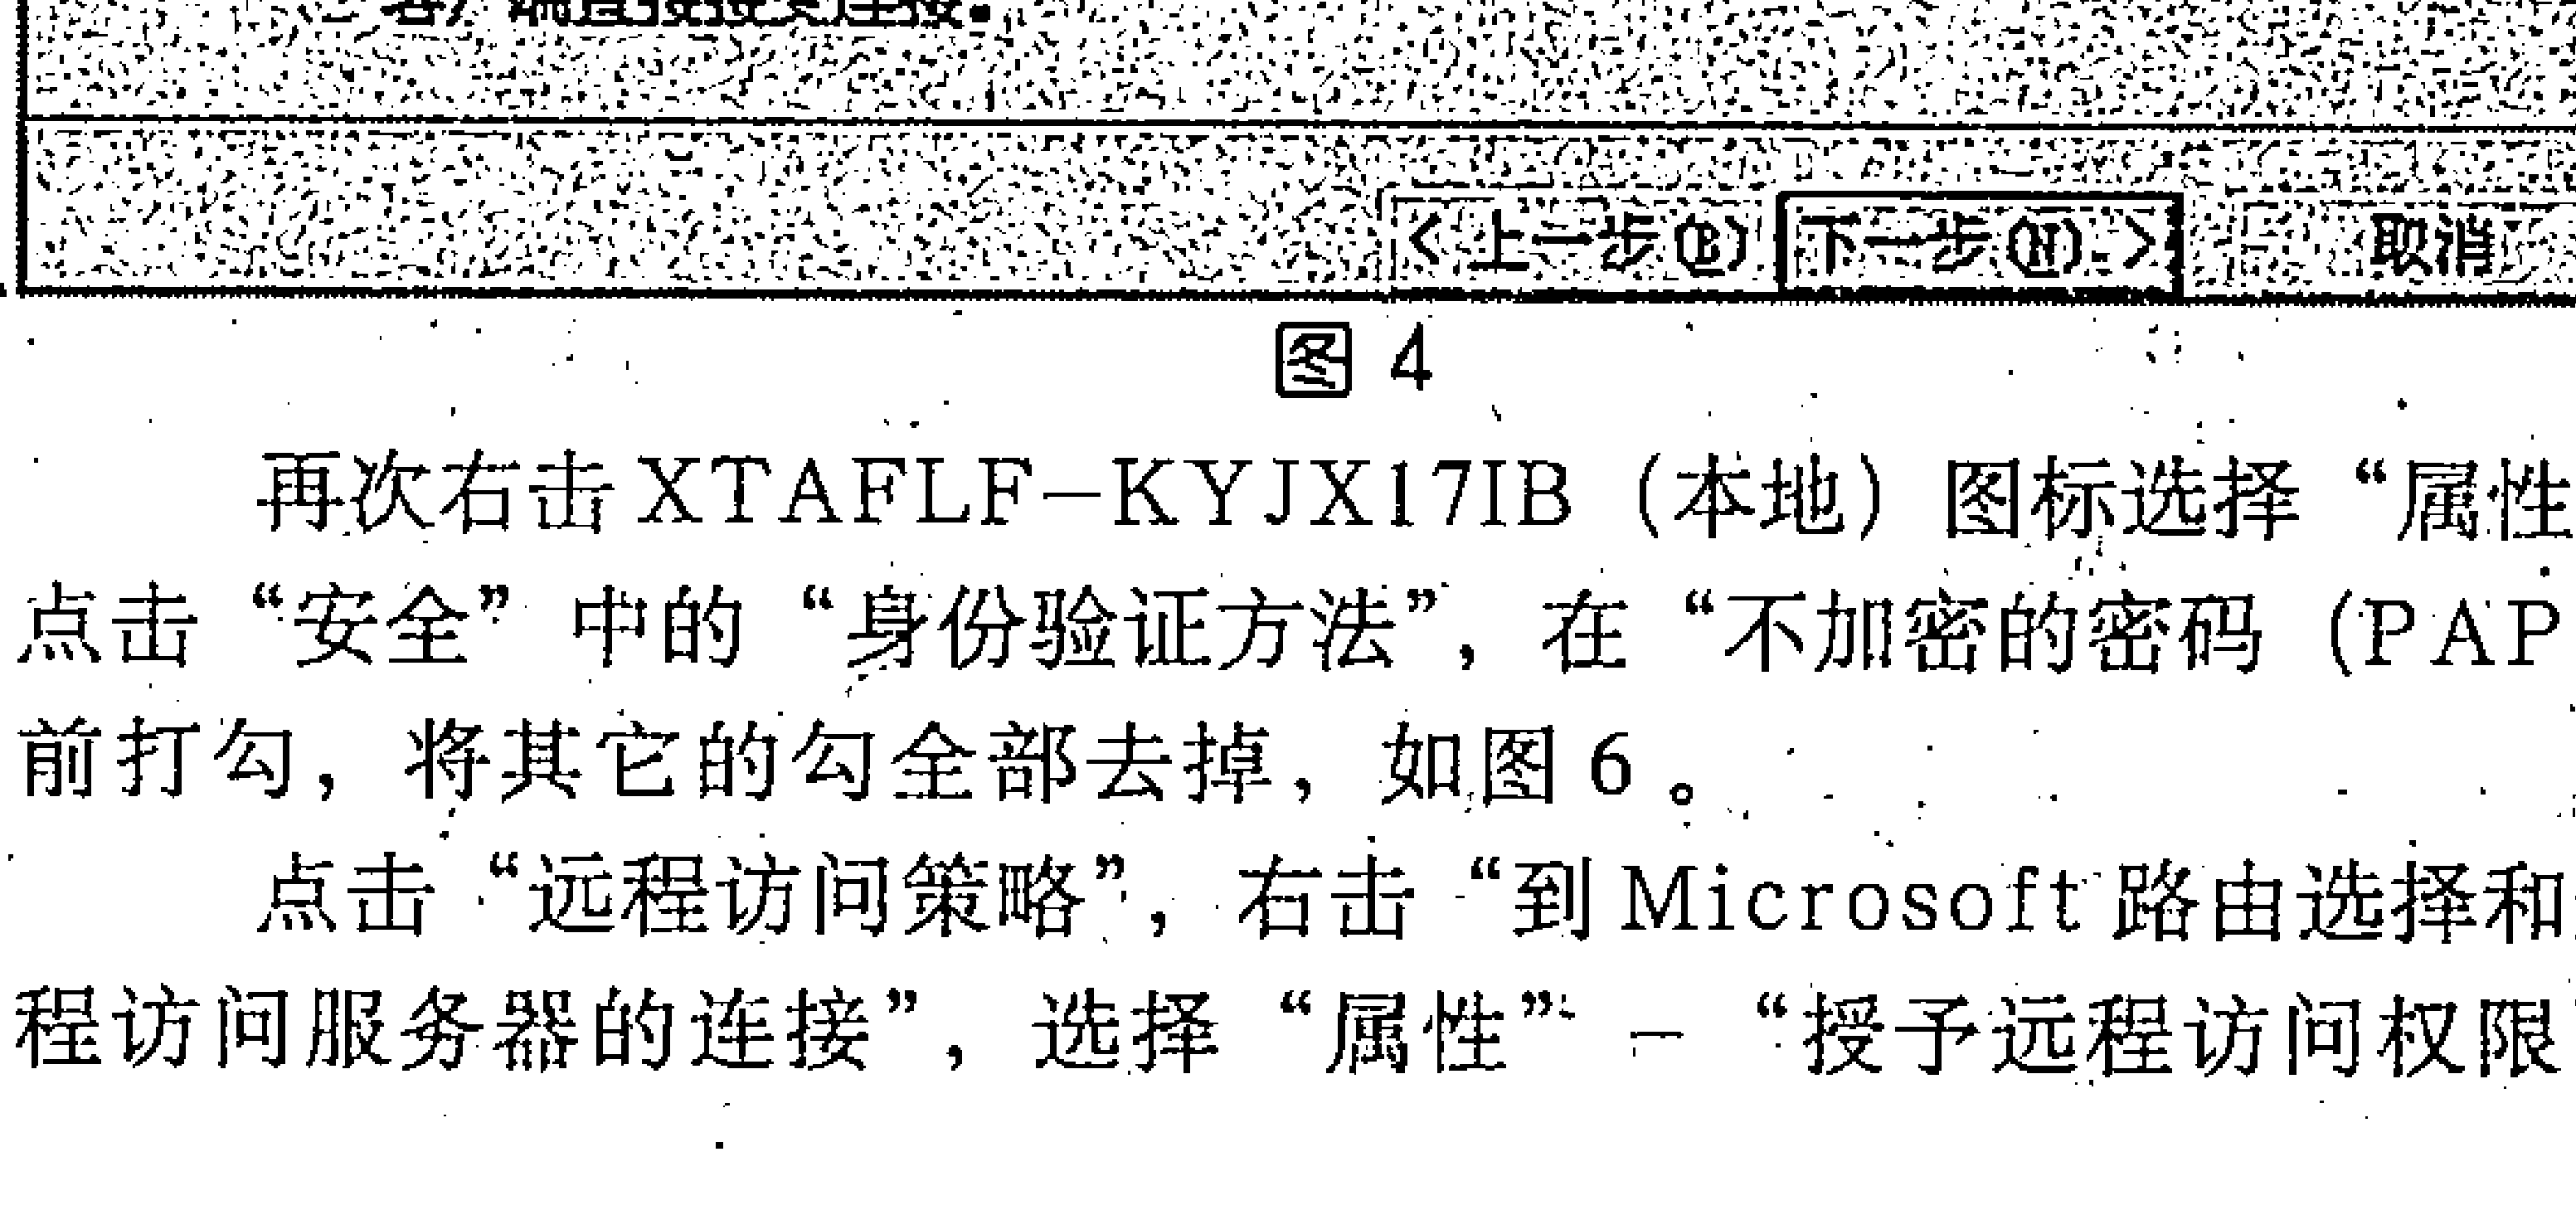 < 上一步(B) 下一步(N) > 取消
图 4
再次右击XTAFLF-KYJX17IB（本地）图标选择“属性
点击“安全”中的“身份验证方法”，在“不加密的密码（PAP
前打勾，将其它的勾全部去掉，如图6。
点击“远程访问策略”，右击“到Microsoft路由选择和
程访问服务器的连接”，选择“属性”－“授予远程访问权限